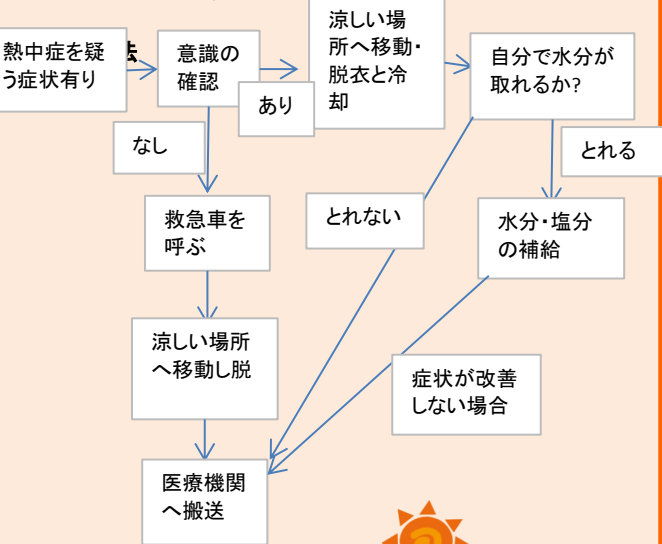 法
熱中症を疑
う症状有り
意識の
確認
あり
涼しい場
所へ移動・
脱衣と冷
却
自分で水分が
取れるか?
なし
とれる
救急車を
呼ぶ
とれない
水分・塩分
の補給
涼しい場所
へ移動し脱
症状が改善
しない場合
医療機関
へ搬送